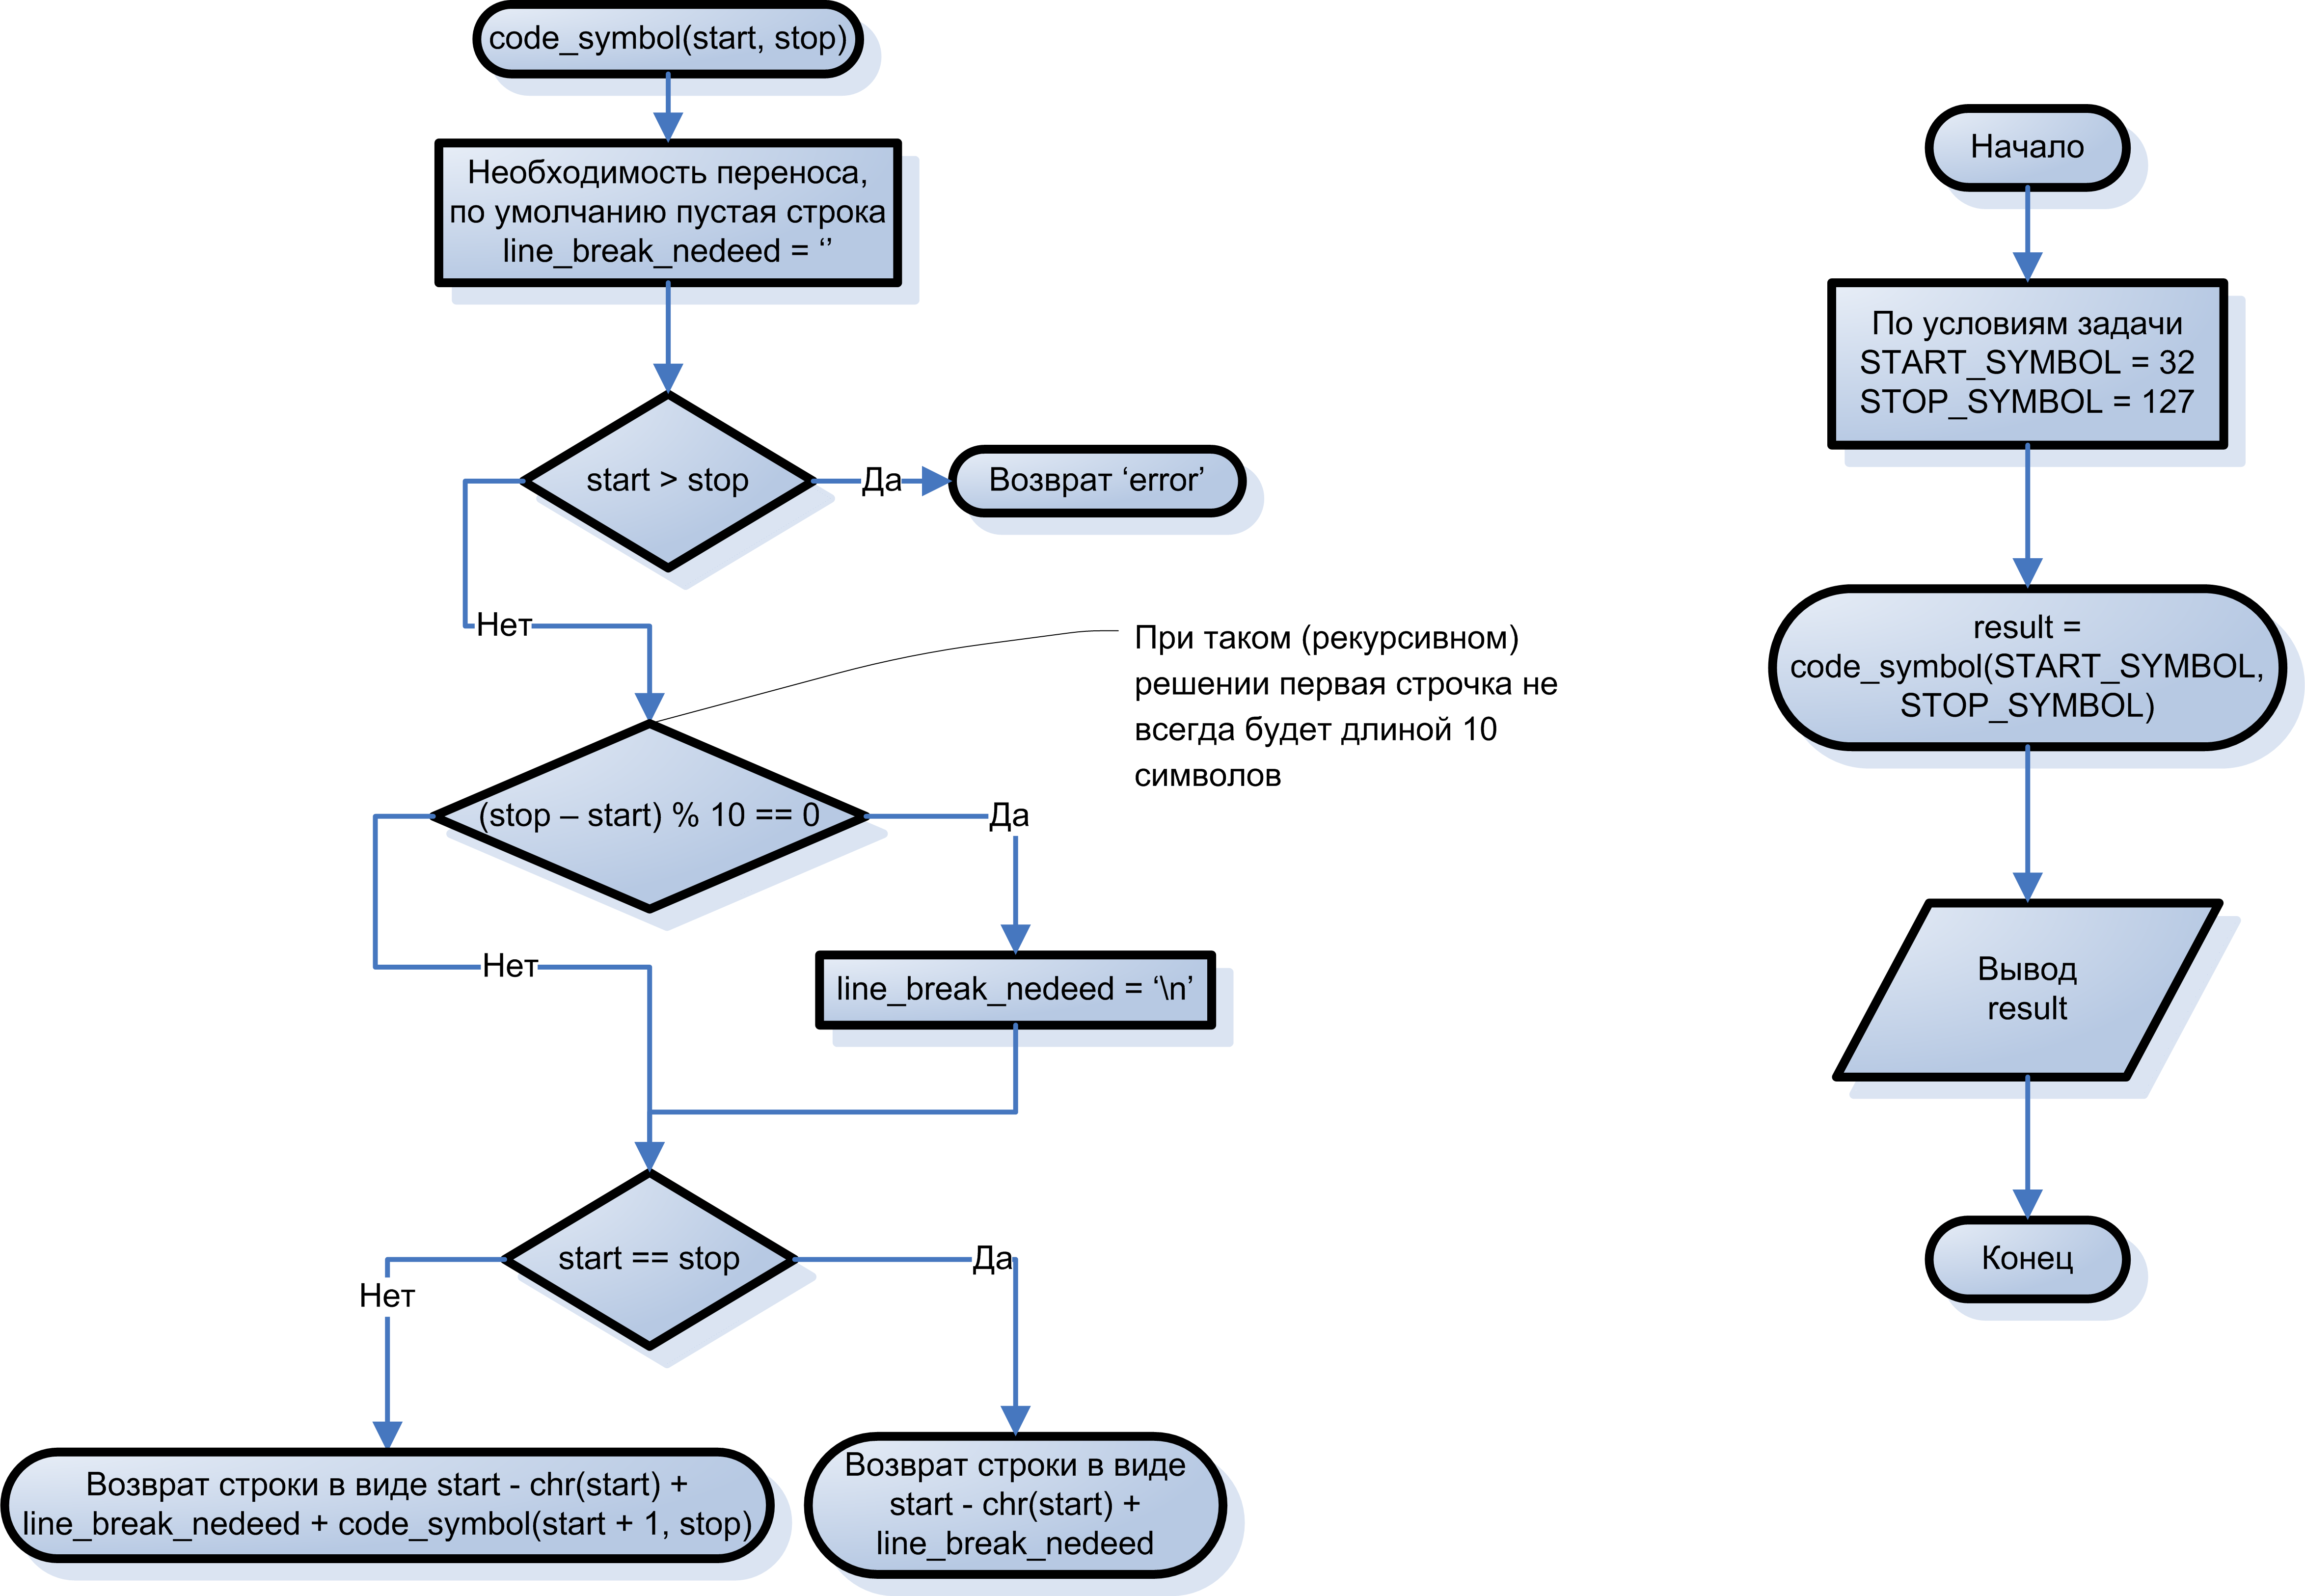 code_symbol(start, stop)
Необходимость переноса,
по умолчанию пустая строка
line_break_nedeed = ‘’
start > stop
Да
Возврат ‘error’
Нет
При таком (рекурсивном)
решении первая строчка не
всегда будет длиной 10
символов
(stop – start) % 10 == 0
Да
Нет
line_break_nedeed = ‘\n’
start == stop
Да
Нет
Возврат строки в виде start - chr(start) +
line_break_nedeed + code_symbol(start + 1, stop)
Возврат строки в виде
start - chr(start) +
line_break_nedeed
Начало
По условиям задачи
START_SYMBOL = 32
STOP_SYMBOL = 127
result =
code_symbol(START_SYMBOL,
STOP_SYMBOL)
Вывод
result
Конец